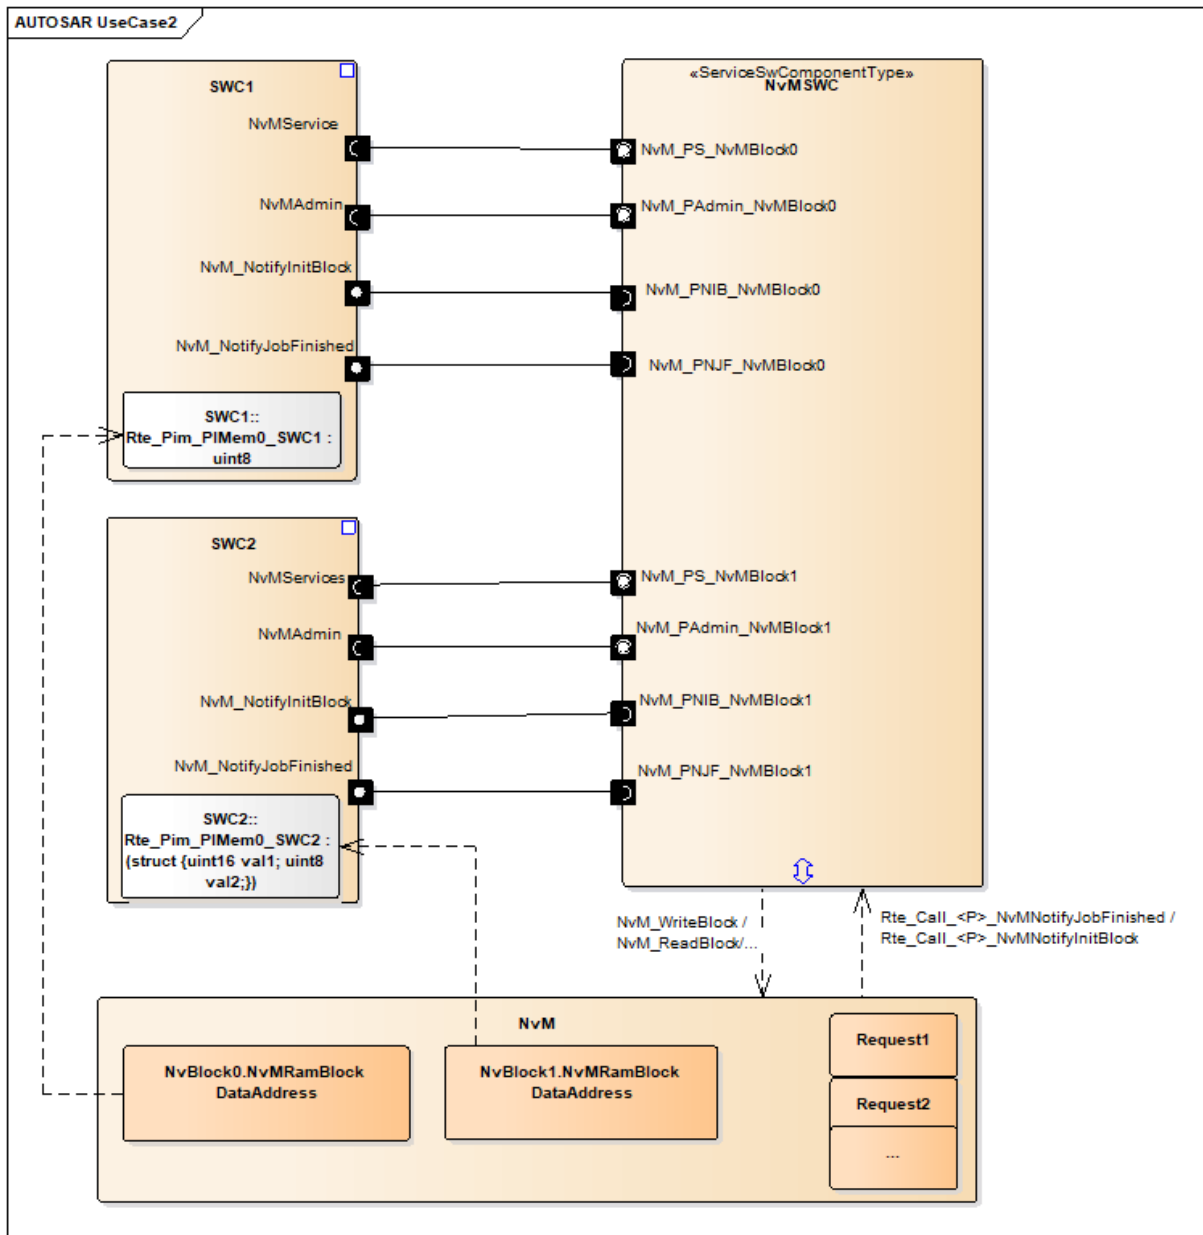 AUTOSAR UseCase2
SWC1
NvMService
NvMAdmin
NvM_NotifyInitBlock
NvM_NotifyJobFinished
SWC1::
Rte_Pim_PIMem0_SWC1 :
uint8
«ServiceSwComponentType»
NvMSWC
NvM_PS_NvMBlock0
NvM_PAdmin_NvMBlock0
NvM_PNIB_NvMBlock0
NvM_PNJF_NvMBlock0
SWC2
NvMServices
NvMAdmin
NvM_NotifyInitBlock
NvM_NotifyJobFinished
SWC2::
Rte_Pim_PIMem0_SWC2 :
(struct {uint16 val1; uint8
val2;})
NvM_PS_NvMBlock1
NvM_PAdmin_NvMBlock1
NvM_PNIB_NvMBlock1
NvM_PNJF_NvMBlock1
NvM_WriteBlock /
NvM_ReadBlock/...
Rte_Call_<P>_NvMNotifyJobFinished /
Rte_Call_<P>_NvMNotifyInitBlock
NvM
NvBlock0.NvMRamBlock
DataAddress
NvBlock1.NvMRamBlock
DataAddress
Request1
Request2
...